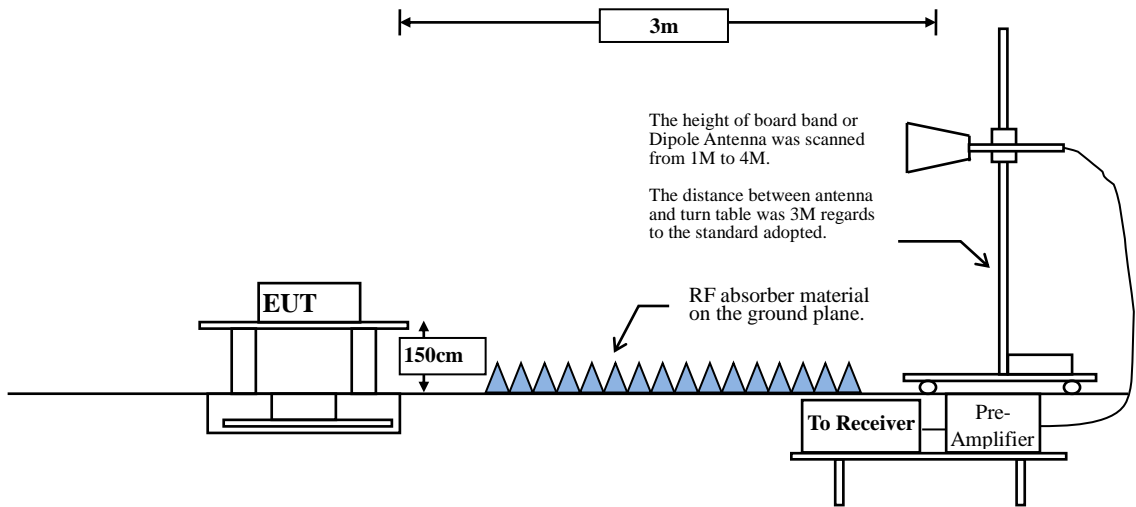 3m
The height of board band or
Dipole Antenna was scanned
from 1M to 4M.
The distance between antenna
and turn table was 3M regards
to the standard adopted.
EUT
RF absorber material
on the ground plane.
150cm
To Receiver
Pre-
Amplifier